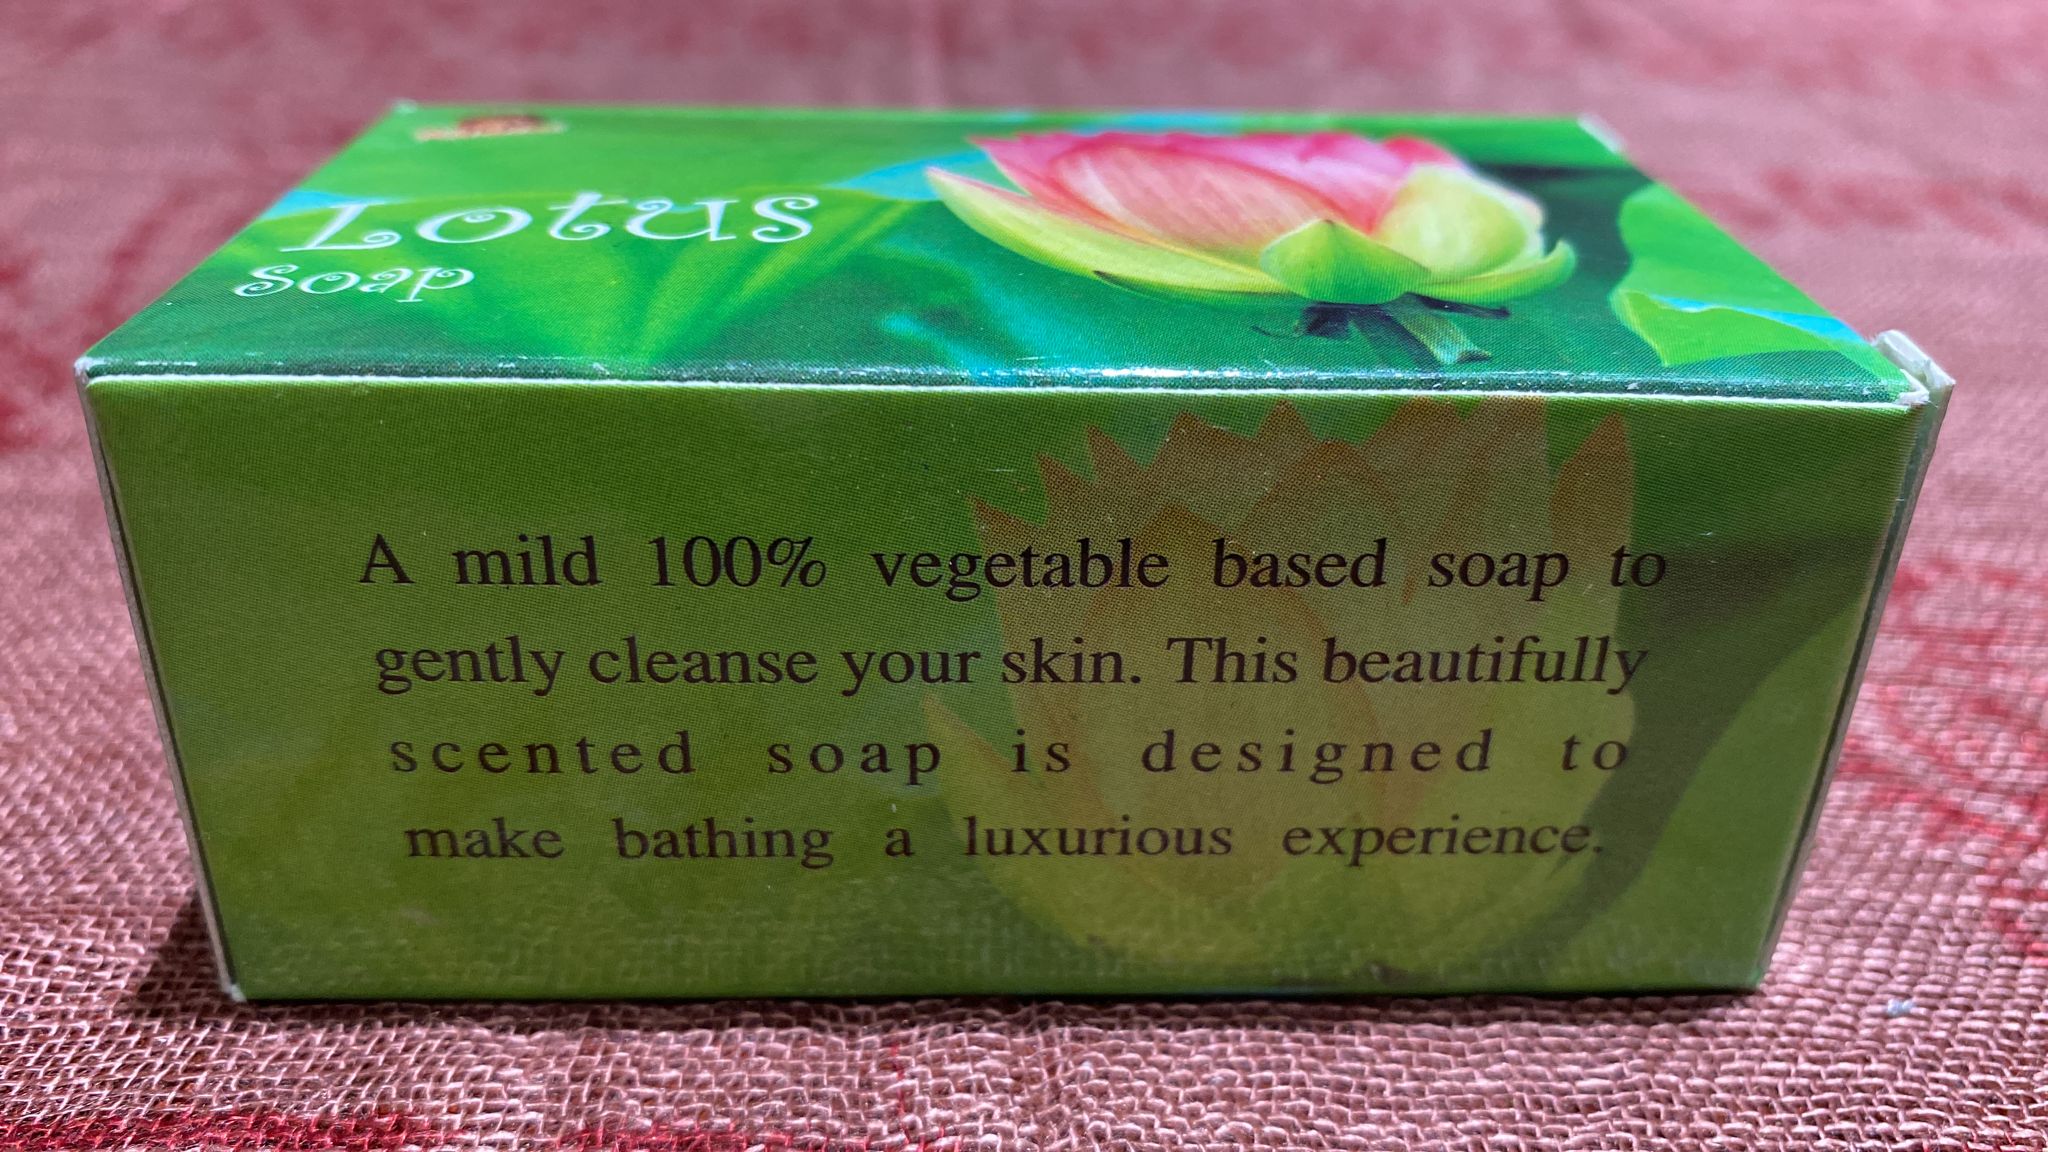 Lotus
Soap
A mild 100% vegetable based soap to
gently cleanse your skin. This beautifully
scented soap is designed to
make bathing a luxurious experience.